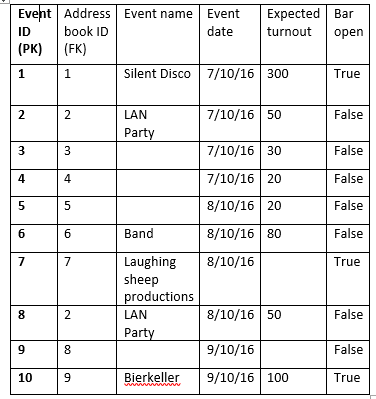 Event ID (PK) Address book ID (FK) Event name Event date Expected turnout Bar open
1 1 Silent Disco 7/10/16 300 True
2 2 LAN Party 7/10/16 50 False
3 3 7/10/16 30 False
4 4 7/10/16 20 False
5 5 8/10/16 20 False
6 6 Band 8/10/16 80 False
7 7 Laughing sheep productions 8/10/16 True
8 2 LAN Party 8/10/16 50 False
9 8 9/10/16 False
10 9 Bierkeller 9/10/16 100 True